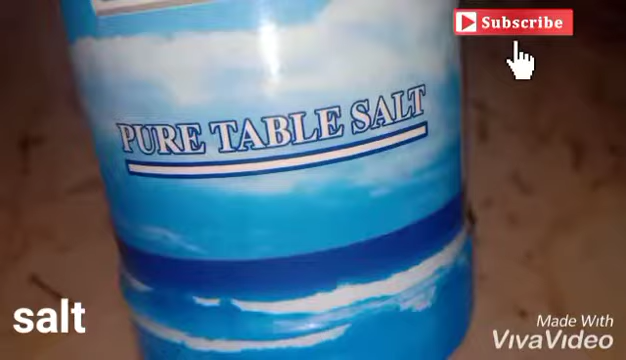 Subscribe
PURE TABLE SALT
salt
Made With
VivaVideo